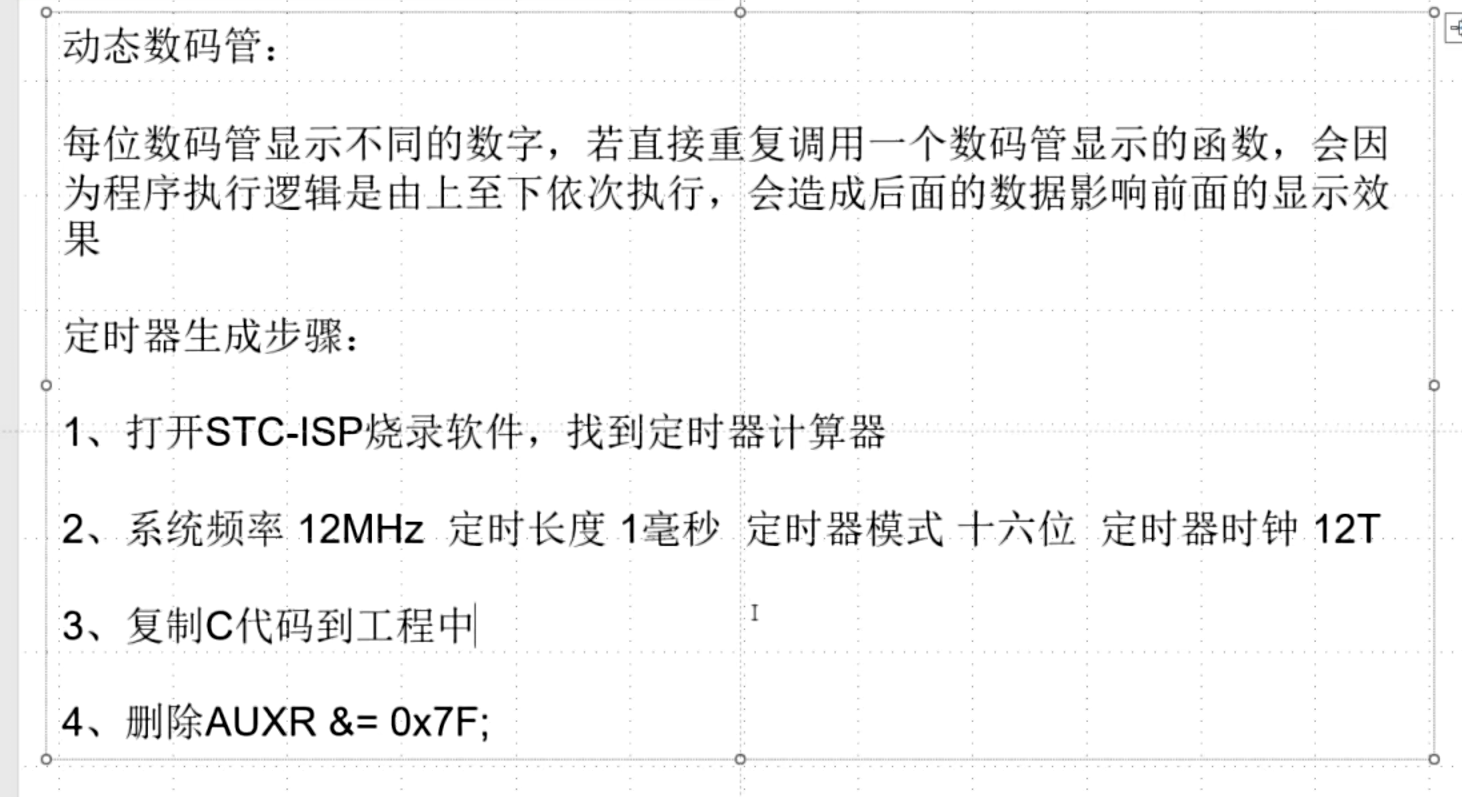 动态数码管：
每位数码管显示不同的数字，若直接重复调用一个数码管显示的函数，会因
为程序执行逻辑是由上至下依次执行，会造成后面的数据影响前面的显示效
果
定时器生成步骤：
1、打开STC-ISP烧录软件，找到定时器计算器
2、系统频率 12MHz  定时长度 1毫秒  定时器模式 十六位  定时器时钟 12T
3、复制C代码到工程中
4、删除AUXR &= 0x7F;